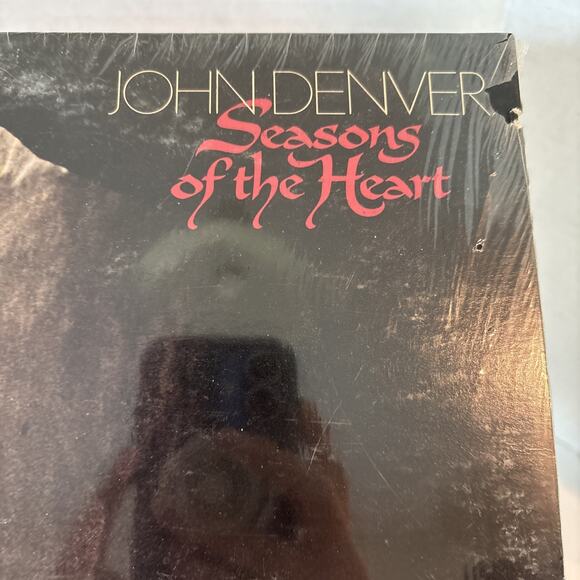 JOHN DENVER
Seasons
of the Heart